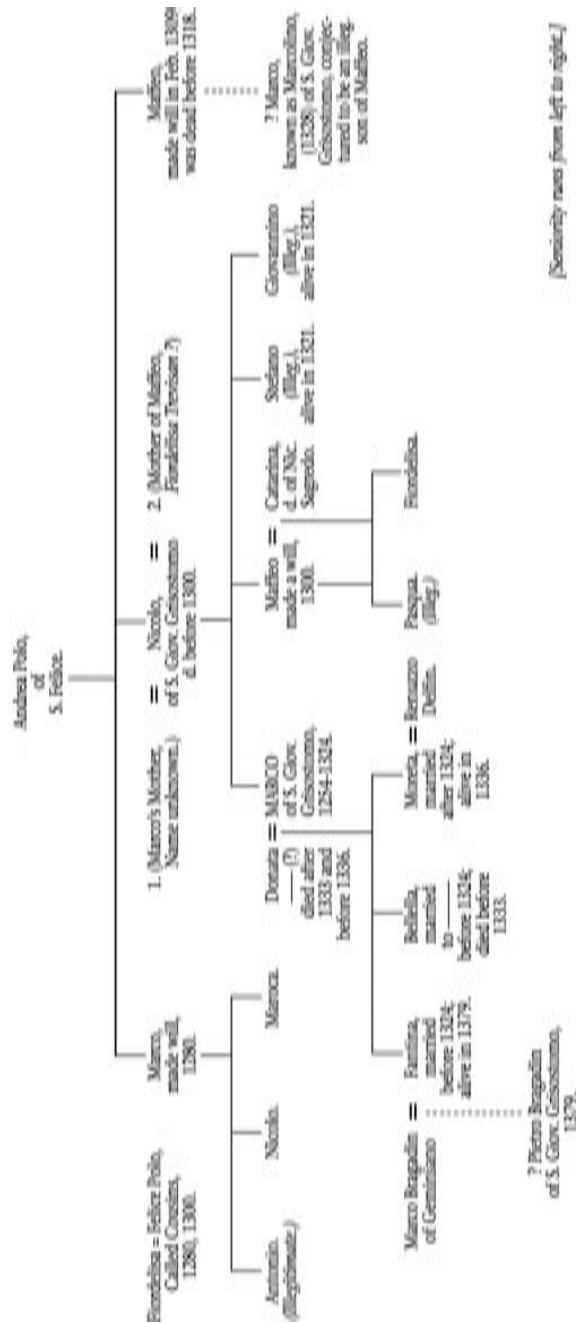 Andrea Polo,
of
S. Felice.
Fiordelisa = Felice Polo,
Called Cousins,
1280, 1300.
Marco,
made will,
1280.
1. (Marco's Mother,
Name unknown.)
=
Nicolo,
of S. Giov. Grisostomo
d. before 1300.
=
2. (Mother of Maffeo,
Fiordelisa Trevisan ?)
Maffeo,
made will in Feb. 1309
was dead before 1318.
Antonio.
(Illegitimate.)
Nicolo.
Maroca.
Donata
—— (?)
died after
1333 and
before 1336.
=
MARCO
of S. Giov.
Grisostomo,
1254-1324.
Maffeo
made a will,
1300.
=
Catarina,
d. of Nic.
Sagredo.
Stefano
(Illeg.),
alive in 1321.
Giovannino
(Illeg.),
alive in 1321.
? Marco,
known as Marcolino,
(1328) of S. Giov.
Grisostomo, conjec-
tured to be an illeg.
son of Maffeo.
Marco Bragadin
of Geminiano
=
Fantina,
married
before 1324;
alive in 1379.
Bellella,
married
to ——
before 1324;
died before
1333.
Moreta,
married
after 1324;
alive in
1336.
=
Renuzzo
Delfin.
Pasqua.
(Illeg.)
Fiordelisa.
? Pietro Bragadin
of S. Giov. Grisostomo,
1379.
[Seniority runs from left to right.]